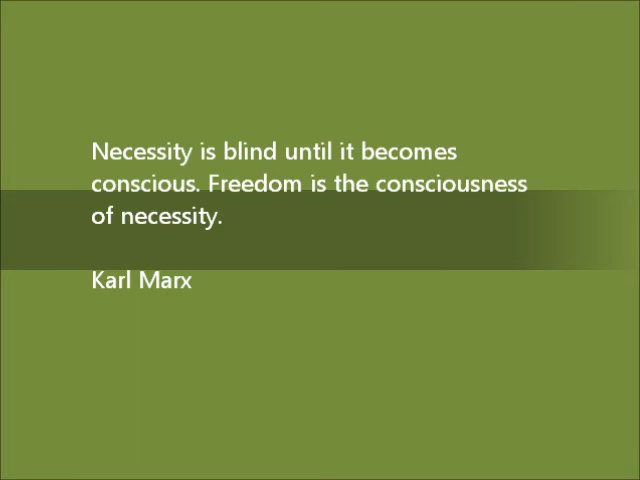 Necessity is blind until it becomes
conscious. Freedom is the consciousness
of necessity.
Karl Marx